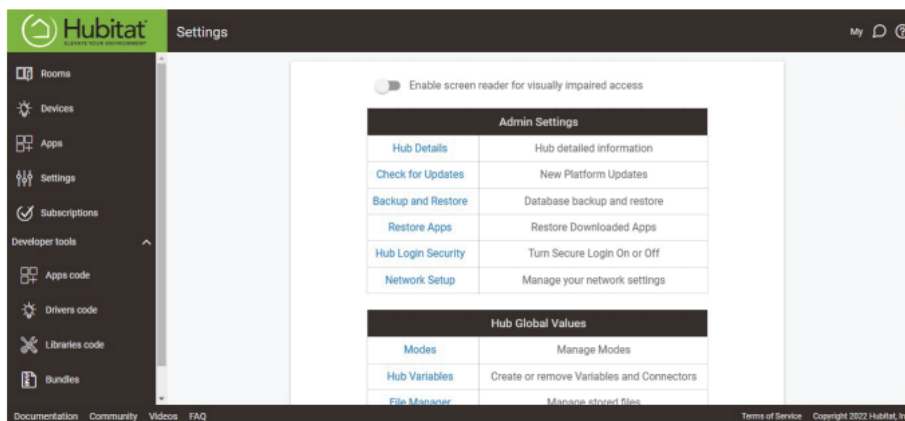 Hubitat
ELEVATE YOUR ENVIRONMENT
Settings
My
Rooms
Devices
Apps
Settings
Subscriptions
Developer tools
Apps code
Drivers code
Libraries code
Bundles
Enable screen reader for visually impaired access
Admin Settings
Hub Details Hub detailed information
Check for Updates New Platform Updates
Backup and Restore Database backup and restore
Restore Apps Restore Downloaded Apps
Hub Login Security Turn Secure Login On or Off
Network Setup Manage your network settings
Hub Global Values
Modes Manage Modes
Hub Variables Create or remove Variables and Connectors
File Manager Manage stored files
Documentation Community Videos FAQ
Terms of Service Copyright 2022 Hubitat, In